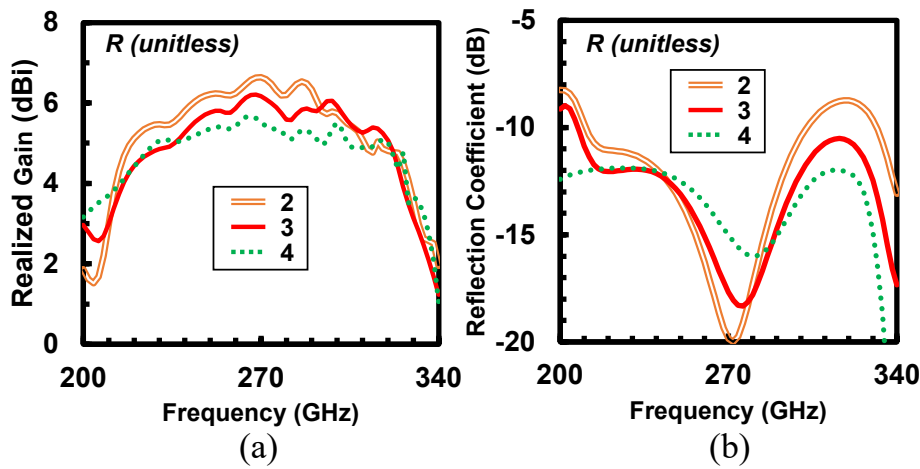 R (unitless)
Realized Gain (dBi)
8
6
4
2
0
2
3
4
200
270
340
Frequency (GHz)
(a)
R (unitless)
Reflection Coefficient (dB)
-5
-10
-15
-20
2
3
4
200
270
340
Frequency (GHz)
(b)